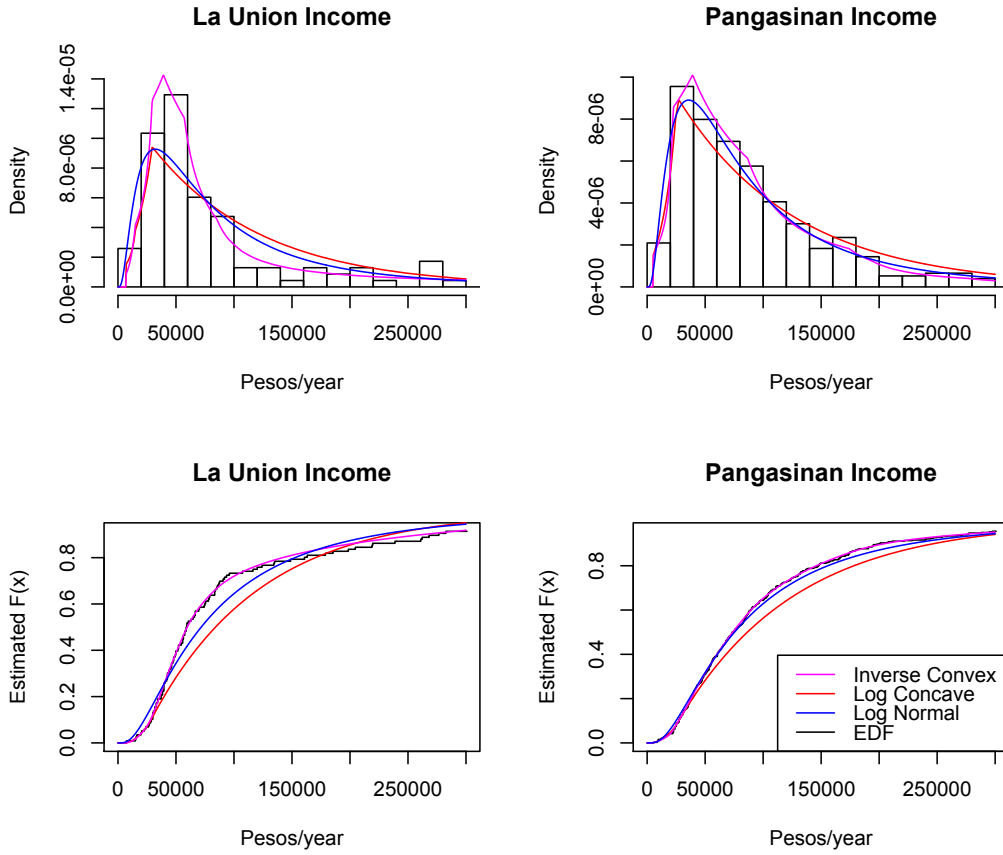 La Union Income
Density
0.0e+00 8.0e-06 1.4e-05
0 50000 150000 250000
Pesos/year
Pangasinan Income
Density
0e+00 4e-06 8e-06
0 50000 150000 250000
Pesos/year
La Union Income
Estimated F(x)
0.0 0.2 0.4 0.6 0.8
0 50000 150000 250000
Pesos/year
Pangasinan Income
Estimated F(x)
0.0 0.4 0.8
0 50000 150000 250000
Pesos/year
Inverse Convex
Log Concave
Log Normal
EDF